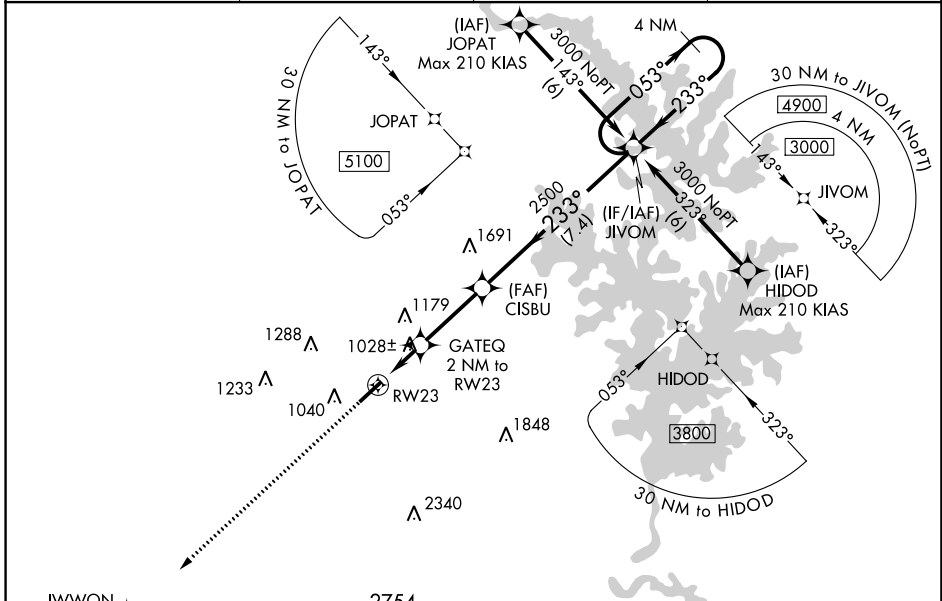 (IAF)
JOPAT
Max 210 KIAS
3000 NoPT
143°
(6)
4 NM
053°
233°
143°
JOPAT
5100
053°
30 NM to JOPAT
30 NM to JIVOM (NoPT)
4900
4 NM
3000
143°
JIVOM
323°
3000 NoPT
323°
(6)
(IF/IAF)
JIVOM
2500
233°
(7.4)
(IAF)
HIDOD
Max 210 KIAS
1691
(FAF)
CISBU
1179
1288
1028±
GATEQ
2 NM to
RW23
1233
1040
RW23
HIDOD
053°
323°
3800
30 NM to HIDOD
1848
2340
IWWON
2754